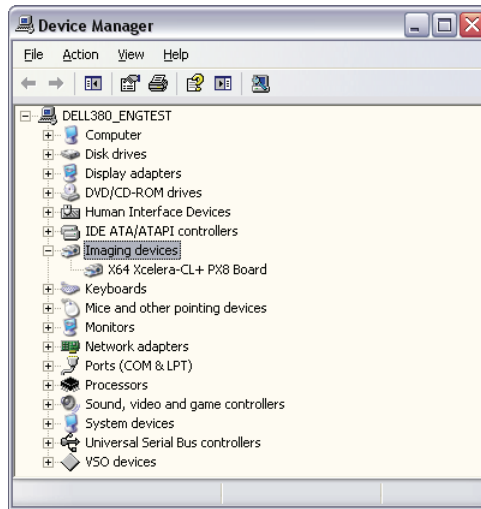 Device Manager
File Action View Help
DELL380_ENGTEST
Computer
Disk drives
Display adapters
DVD/CD-ROM drives
Human Interface Devices
IDE ATA/ATAPI controllers
Imaging devices
X64 Xcelera-CL+ PX8 Board
Keyboards
Mice and other pointing devices
Monitors
Network adapters
Ports (COM & LPT)
Processors
Sound, video and game controllers
System devices
Universal Serial Bus controllers
VSO devices